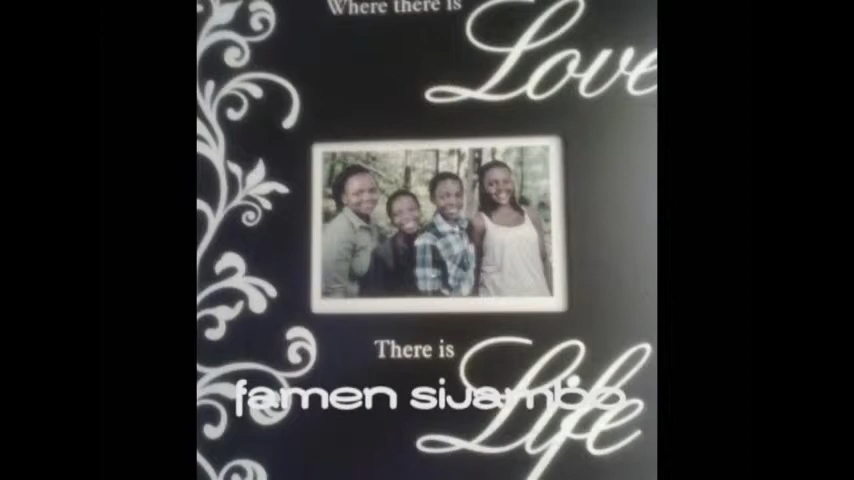 Where there is
Love
There is
Life
famen sijambo